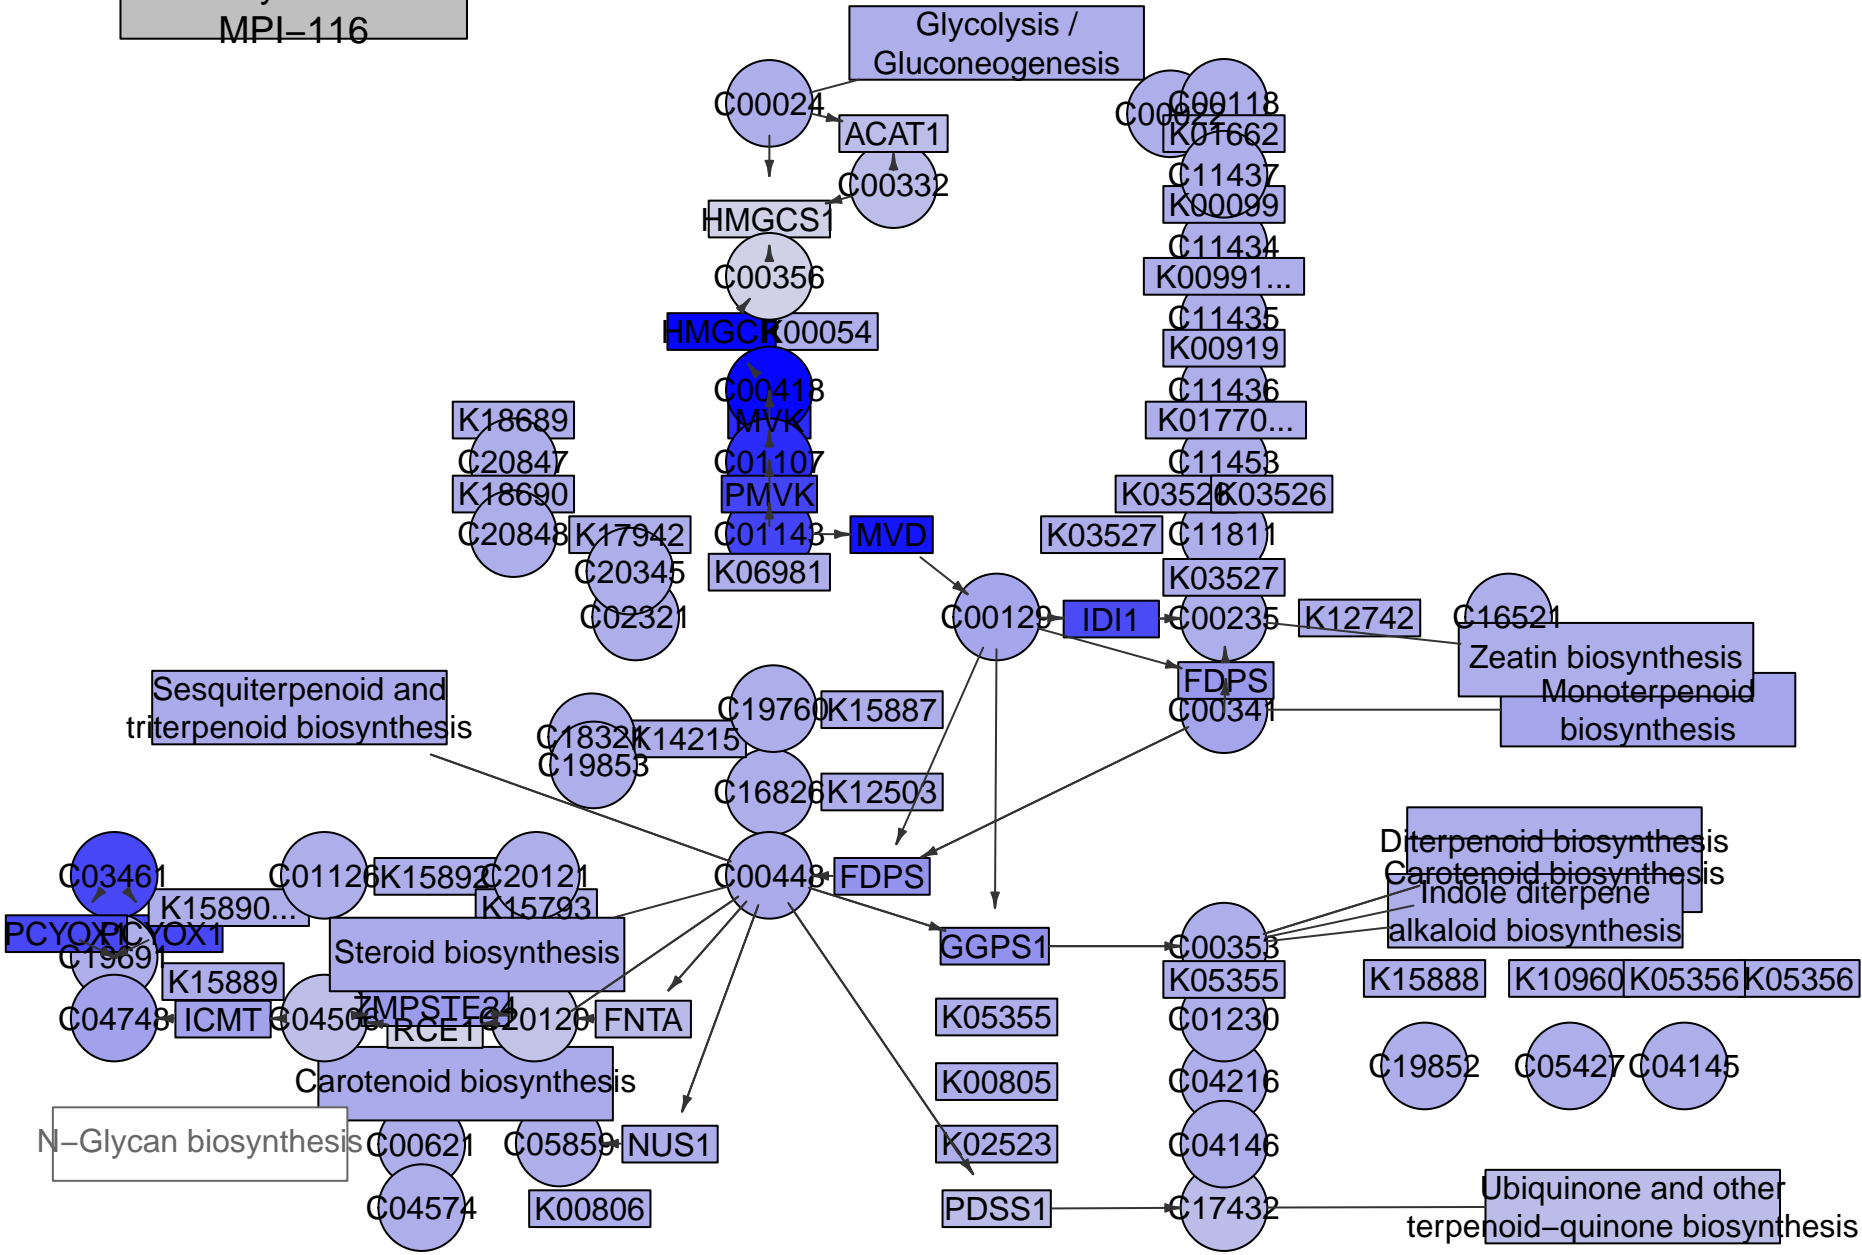 MPI−116
Glycolysis /
Gluconeogenesis
C00024
C00022
C00118
ACAT1
K01662
C00332
C11437
HMGCS1
K00099
C00356
C11434
K00991...
C11435
HMGCR
K00054
K00919
C00418
C11436
K18689
MVK
K01770...
C20847
C01107
C11453
K18690
PMVK
K03526
K03526
C20848
K17942
C01143
MVD
K03527
C11811
C20345
K06981
K03527
C02321
C00129
IDI1
C00235
K12742
C16521
Zeatin biosynthesis
Sesquiterpenoid and
triterpenoid biosynthesis
FDPS
Monoterpenoid
biosynthesis
C19760
K15887
C00341
C18324
K14215
C19853
C16826
K12503
Diterpenoid biosynthesis
C03461
C01126
K15892
C20121
C00448
FDPS
Carotenoid biosynthesis
Indole diterpene
alkaloid biosynthesis
K15890...
K15793
PCYOX1
PCYOX1
Steroid biosynthesis
GGPS1
C00353
C19691
K15889
K05355
K15888
K10960
K05356
K05356
ZMPSTE24
C04748
ICMT
C04506
RCE1
C20120
FNTA
K05355
C01230
C19852
C05427
C04145
Carotenoid biosynthesis
K00805
C04216
N−Glycan biosynthesis
C00621
C05859
NUS1
K02523
C04146
C04574
K00806
PDSS1
C17432
Ubiquinone and other
terpenoid−quinone biosynthesis